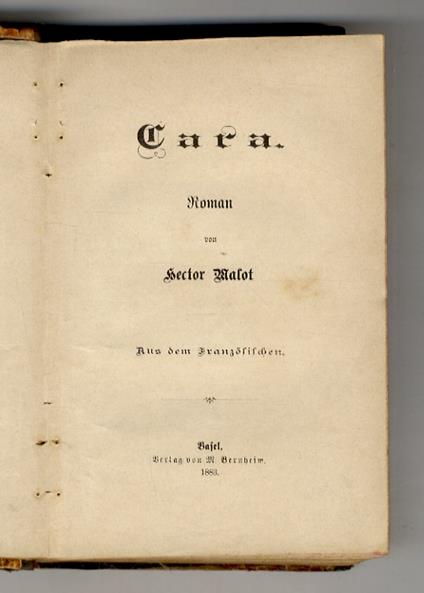 Cara.
Roman
von
Hector Malot
Aus dem Französischen.
Basel.
Verlag von M Bernheim.
1883.